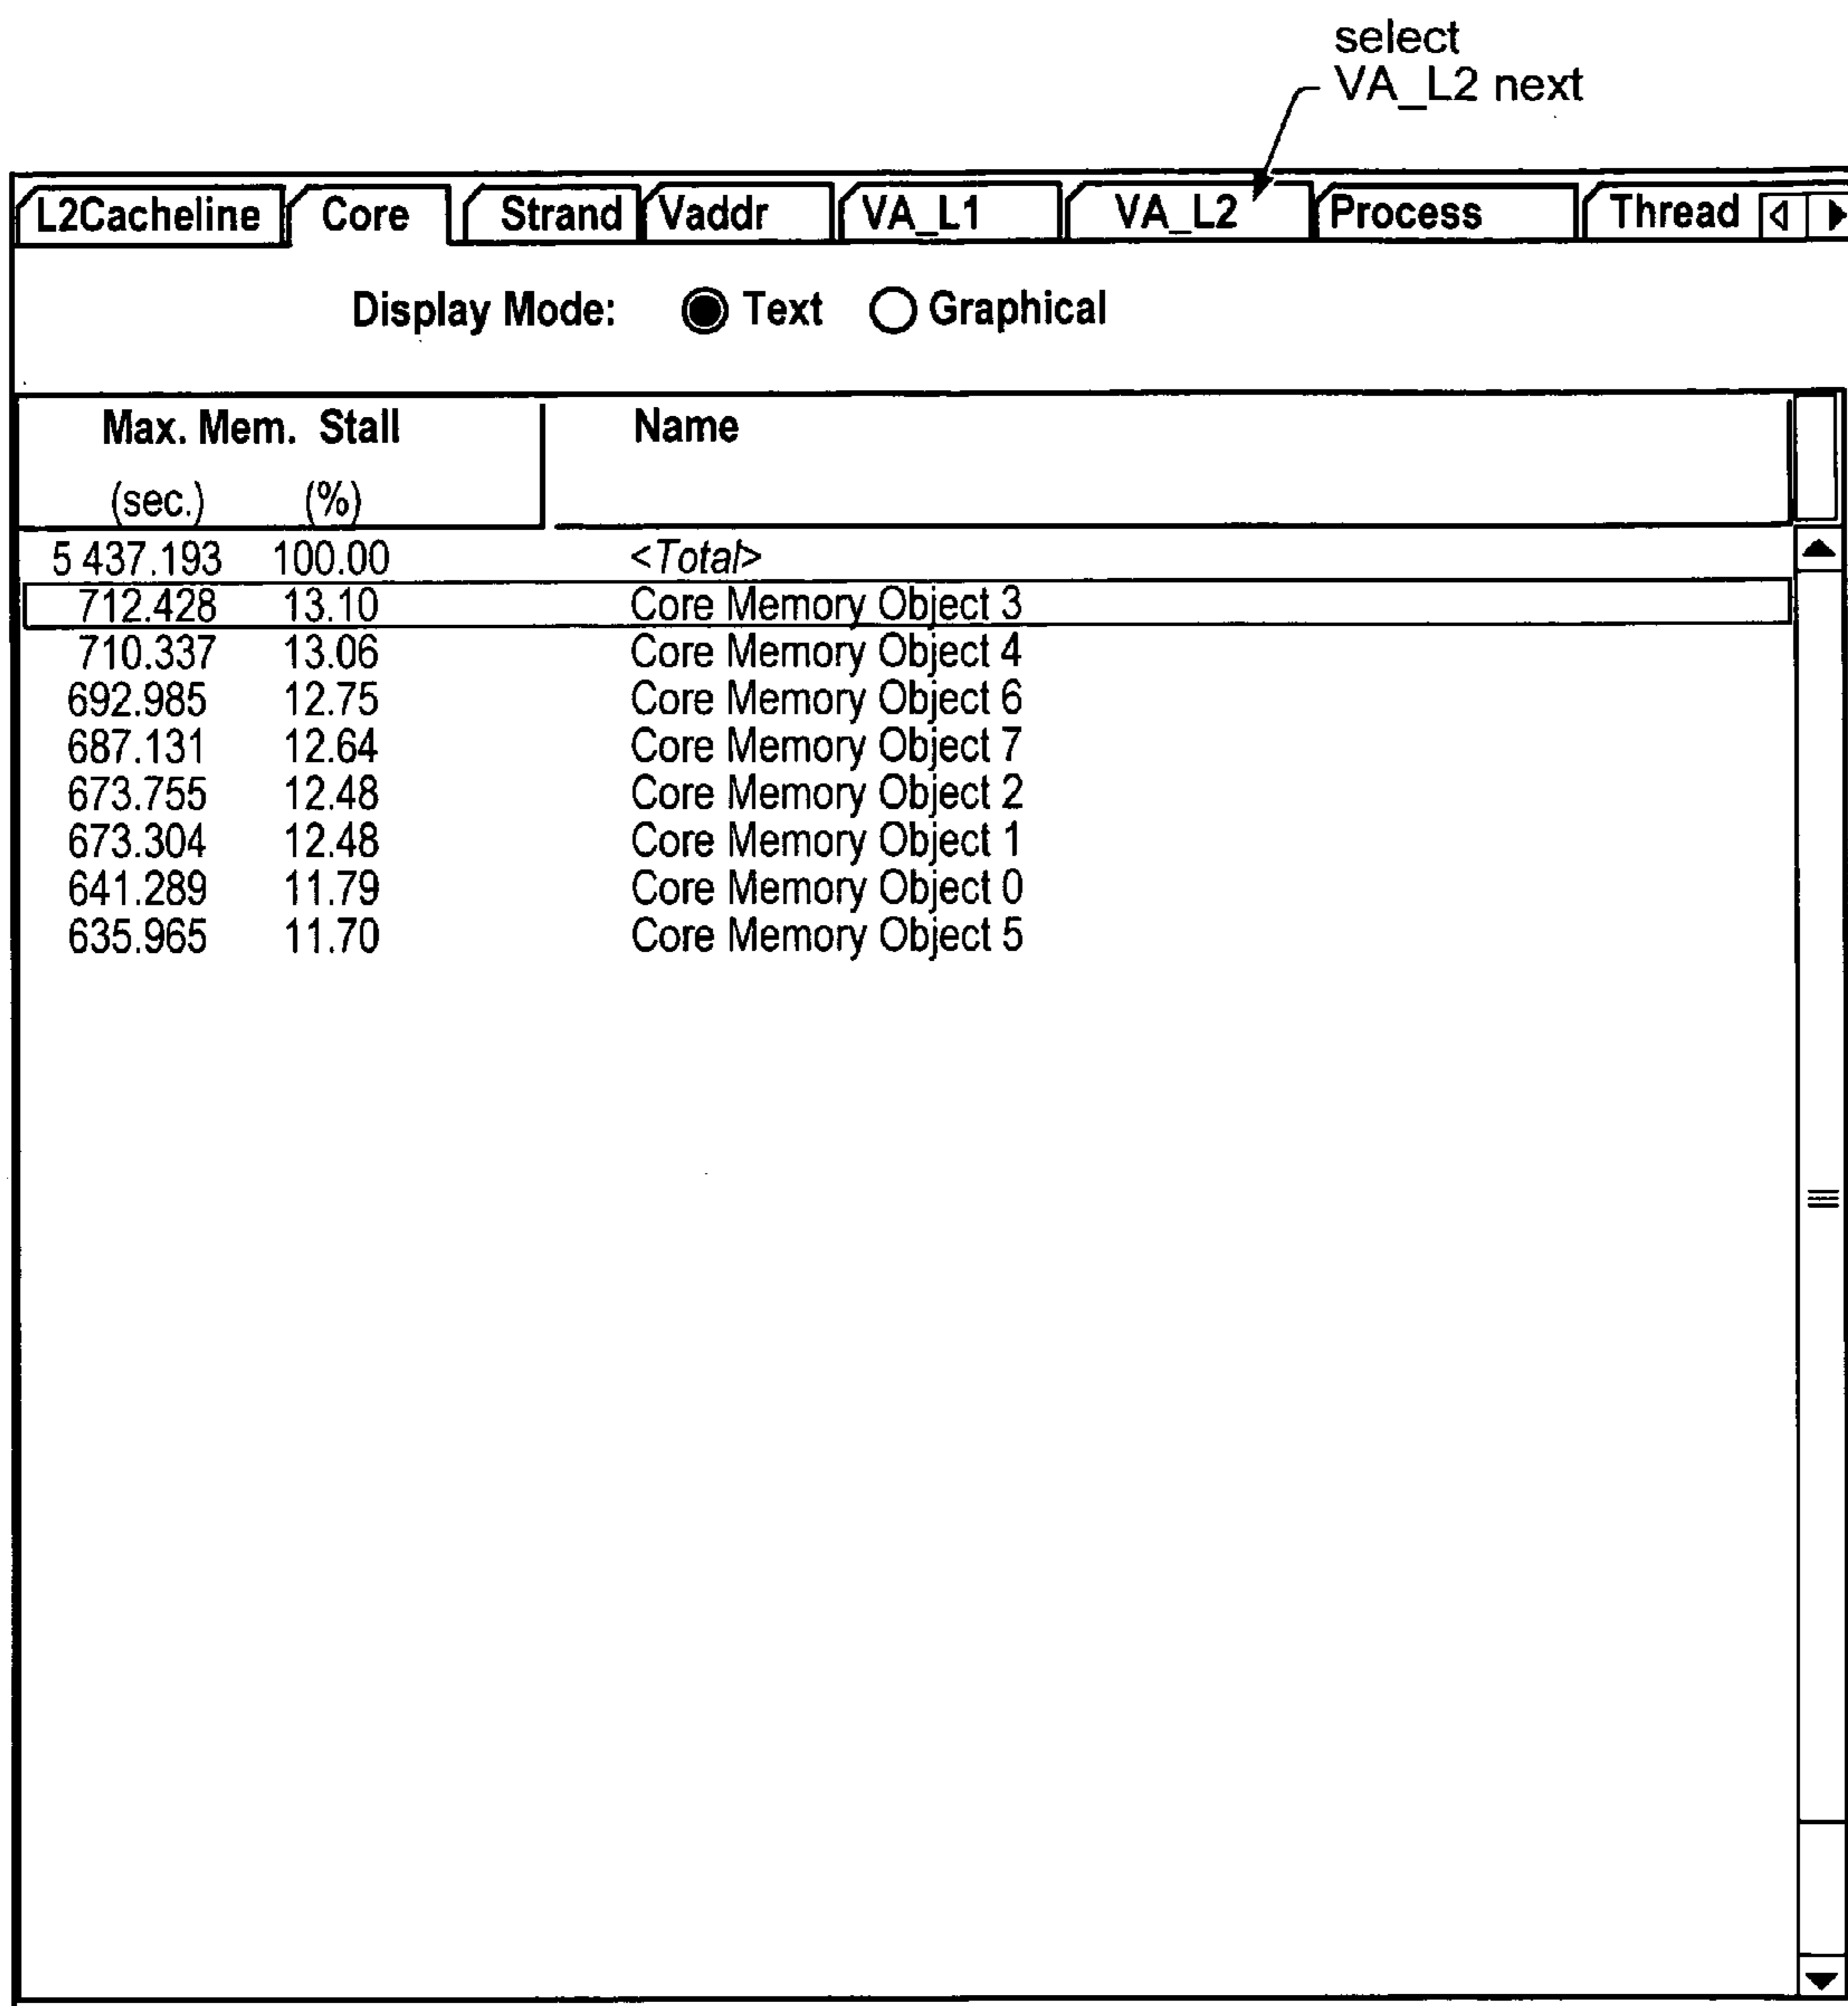 select
VA_L2 next
L2Cacheline Core Strand Vaddr VA_L1 VA_L2 Process Thread
Display Mode: Text Graphical
Max. Mem. Stall Name
(sec.) (%)
5 437.193 100.00 <Total>
712.428 13.10 Core Memory Object 3
710.337 13.06 Core Memory Object 4
692.985 12.75 Core Memory Object 6
687.131 12.64 Core Memory Object 7
673.755 12.48 Core Memory Object 2
673.304 12.48 Core Memory Object 1
641.289 11.79 Core Memory Object 0
635.965 11.70 Core Memory Object 5